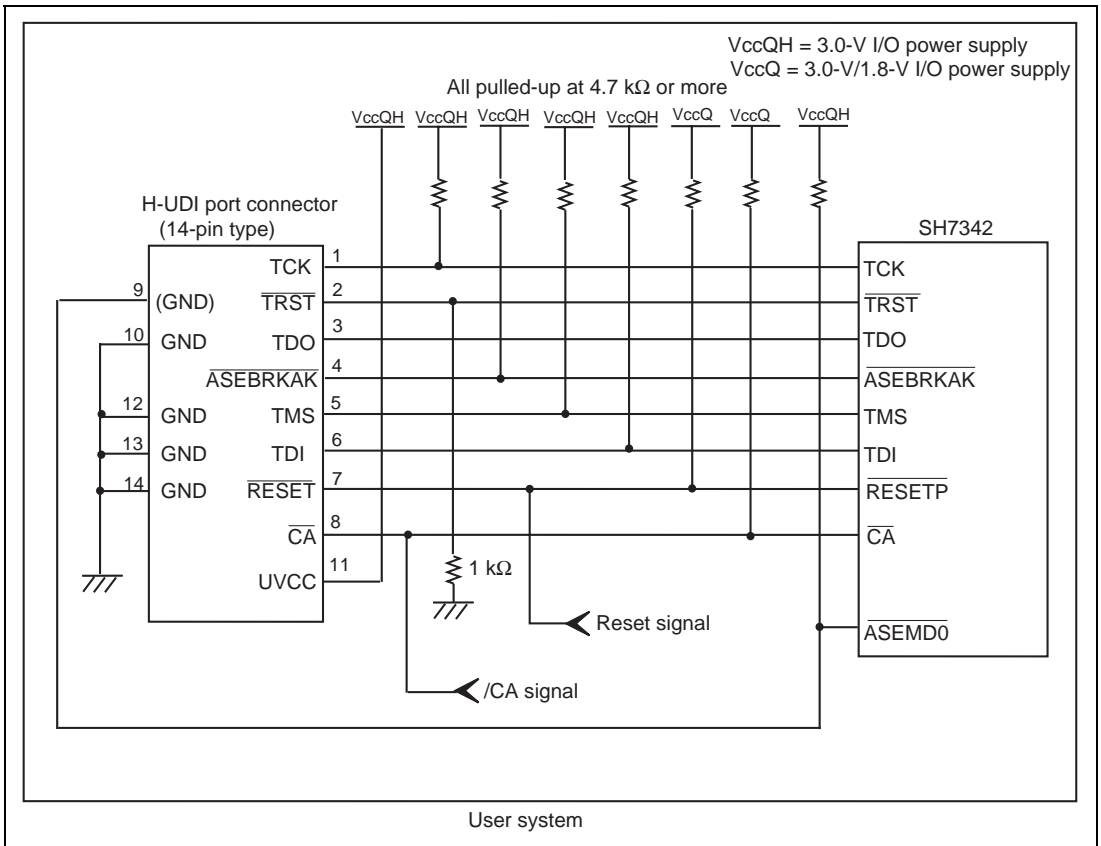 VccQH = 3.0-V I/O power supply
VccQ = 3.0-V/1.8-V I/O power supply
All pulled-up at 4.7 kΩ or more
VccQH VccQH VccQH VccQH VccQH VccQ VccQ VccQH
H-UDI port connector
(14-pin type)
SH7342
TCK 1 TCK
9 (GND) TRST 2 TRST
10 GND TDO 3 TDO
ASEBRKAK 4 ASEBRKAK
12 GND TMS 5 TMS
13 GND TDI 6 TDI
14 GND RESET 7 RESETP
CA 8 CA
UVCC 11
1 kΩ
Reset signal
ASEMD0
/CA signal
User system